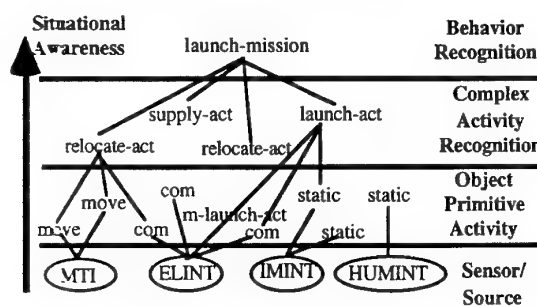 Situational
Awareness
launch-mission
Behavior
Recognition
supply-act
launch-act
relocate-act
relocate-act
Complex
Activity
Recognition
move
move
com
com
m-launch-act
com
static
static
static
Object
Primitive
Activity
MTI
ELINT
IMINT
HUMINT
Sensor/
Source